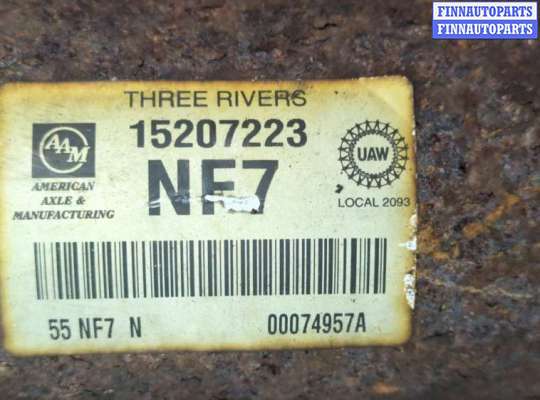 FINNAUTOPARTS
FINNAUTOPARTS
THREE RIVERS
15207223
AAM
UAW
NF7
AMERICAN
AXLE &
MANUFACTURING
LOCAL 2093
55 NF7 N
00074957A